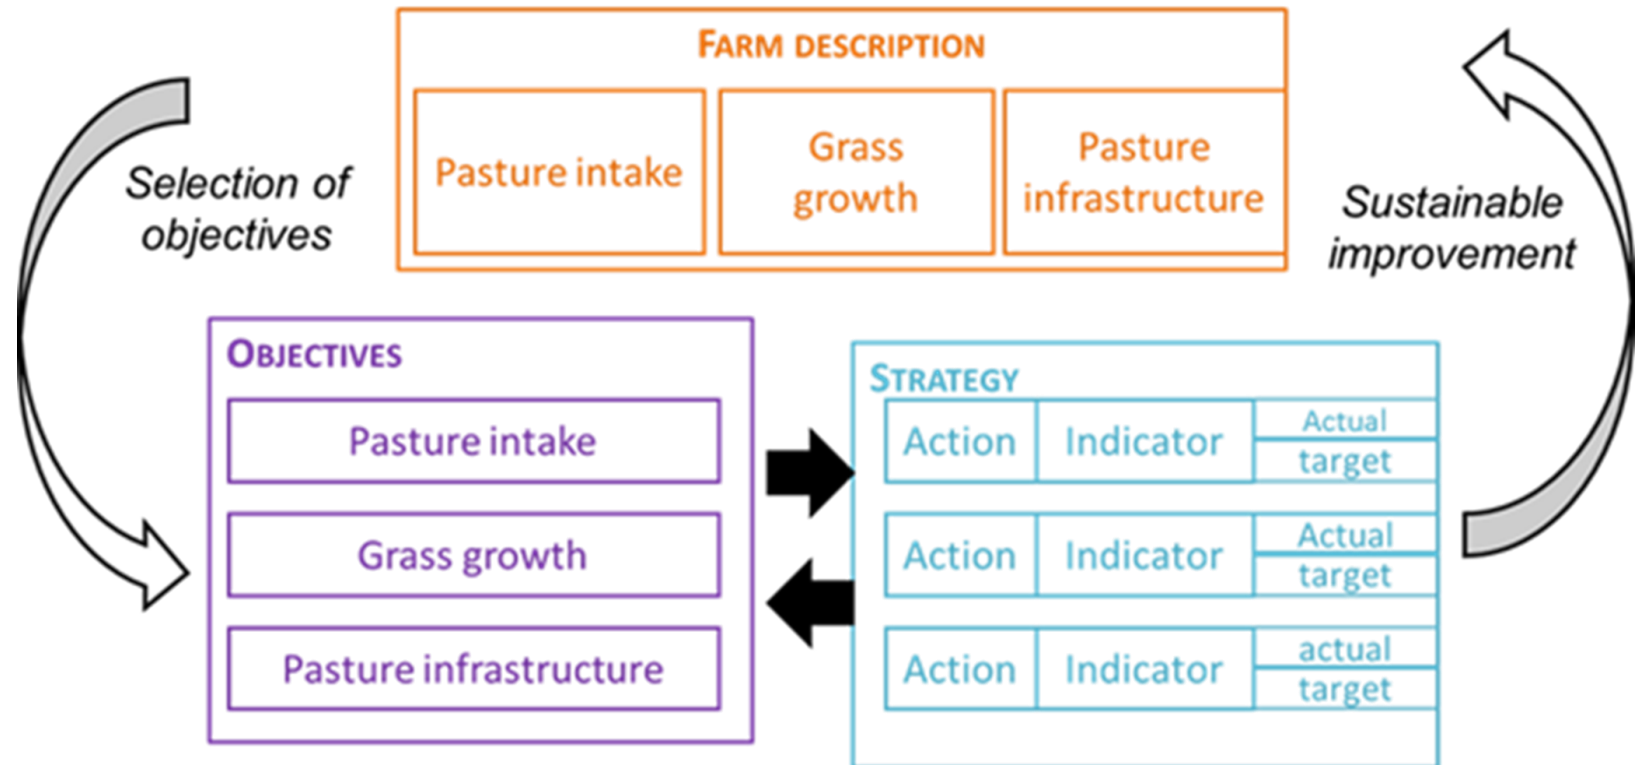 FARM DESCRIPTION
Pasture intake
Grass
growth
Pasture
infrastructure
Selection of
objectives
Sustainable
improvement
OBJECTIVES
Pasture intake
Grass growth
Pasture infrastructure
STRATEGY
Action
Indicator
Actual
target
Action
Indicator
Actual
target
Action
Indicator
actual
target